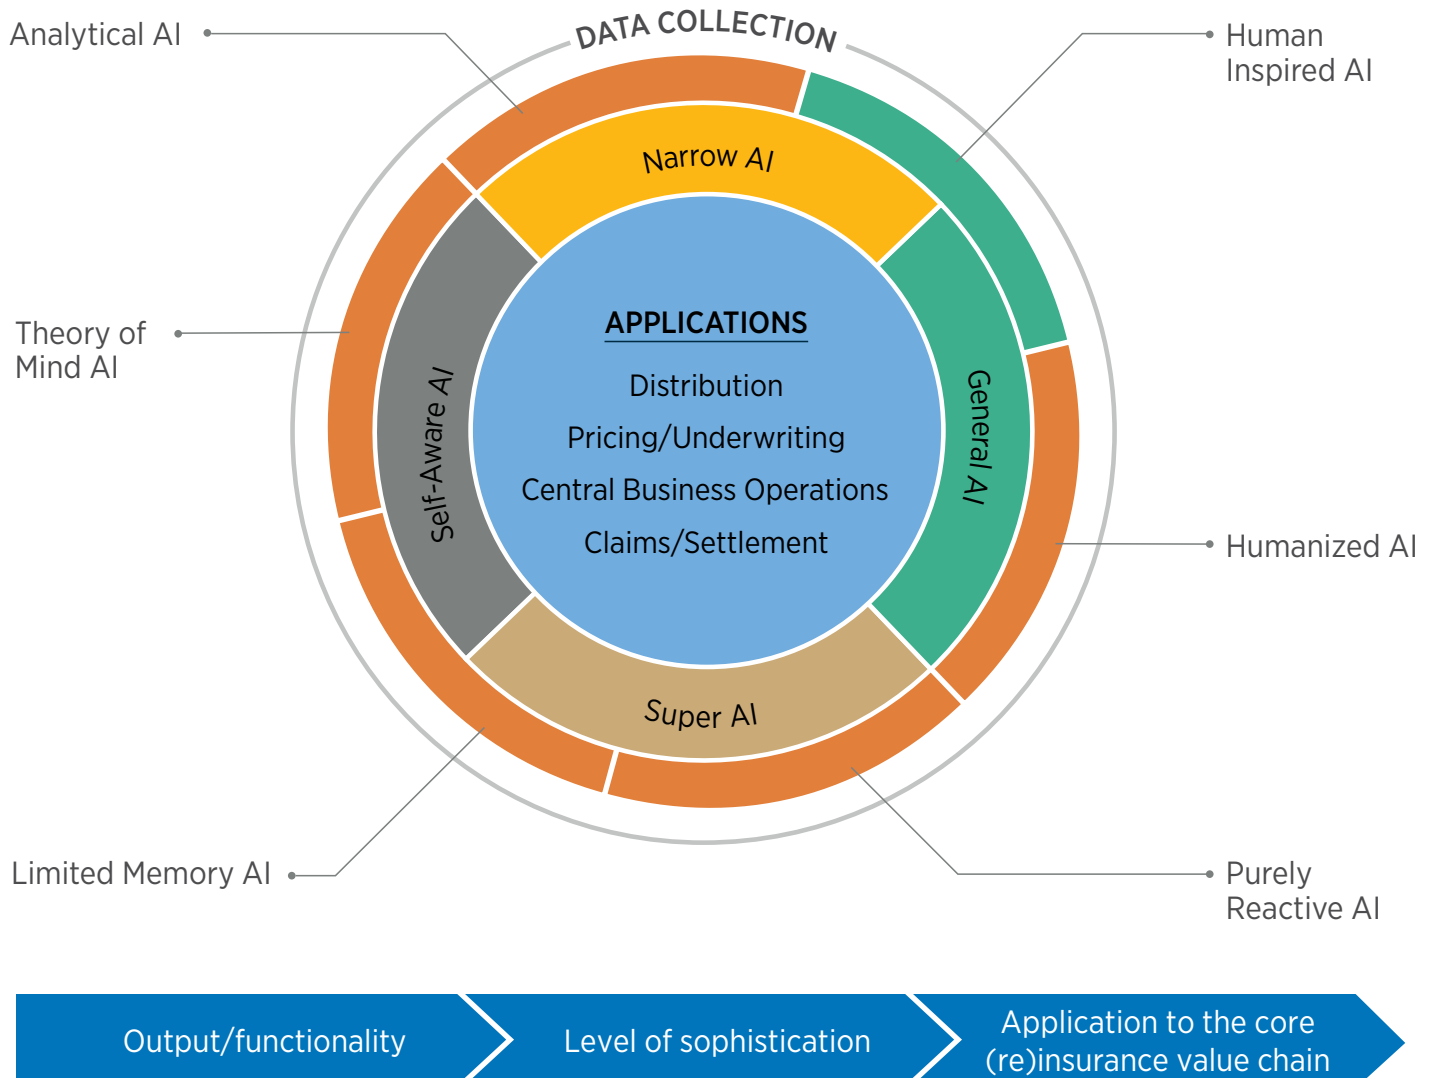 DATA COLLECTION
Analytical AI
Human
Inspired AI
Narrow AI
Theory of
Mind AI
Self-Aware AI
APPLICATIONS
Distribution
Pricing/Underwriting
Central Business Operations
Claims/Settlement
General AI
Humanized AI
Super AI
Limited Memory AI
Purely
Reactive AI
Output/functionality
Level of sophistication
Application to the core
(re)insurance value chain